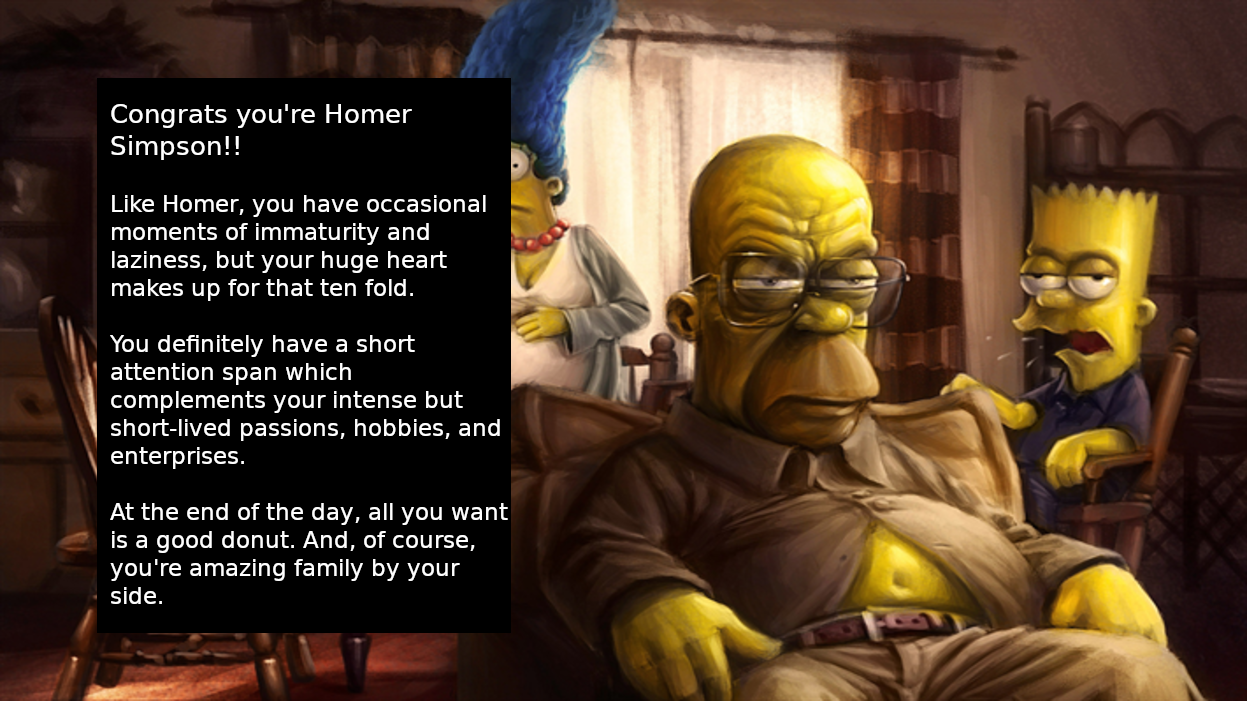 Congrats you're Homer
Simpson!!
Like Homer, you have occasional
moments of immaturity and
laziness, but your huge heart
makes up for that ten fold.
You definitely have a short
attention span which
complements your intense but
short-lived passions, hobbies, and
enterprises.
At the end of the day, all you want
is a good donut. And, of course,
you're amazing family by your
side.